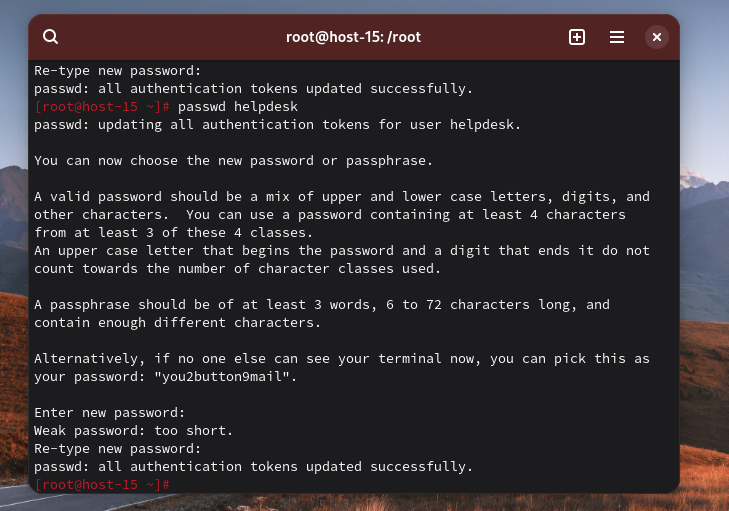 root@host-15: /root
Re-type new password:
passwd: all authentication tokens updated successfully.
[root@host-15 ~]# passwd helpdesk
passwd: updating all authentication tokens for user helpdesk.
You can now choose the new password or passphrase.
A valid password should be a mix of upper and lower case letters, digits, and
other characters.  You can use a password containing at least 4 characters
from at least 3 of these 4 classes.
An upper case letter that begins the password and a digit that ends it do not
count towards the number of character classes used.
A passphrase should be of at least 3 words, 6 to 72 characters long, and
contain enough different characters.
Alternatively, if no one else can see your terminal now, you can pick this as
your password: "you2button9mail".
Enter new password:
Weak password: too short.
Re-type new password:
passwd: all authentication tokens updated successfully.
[root@host-15 ~]#